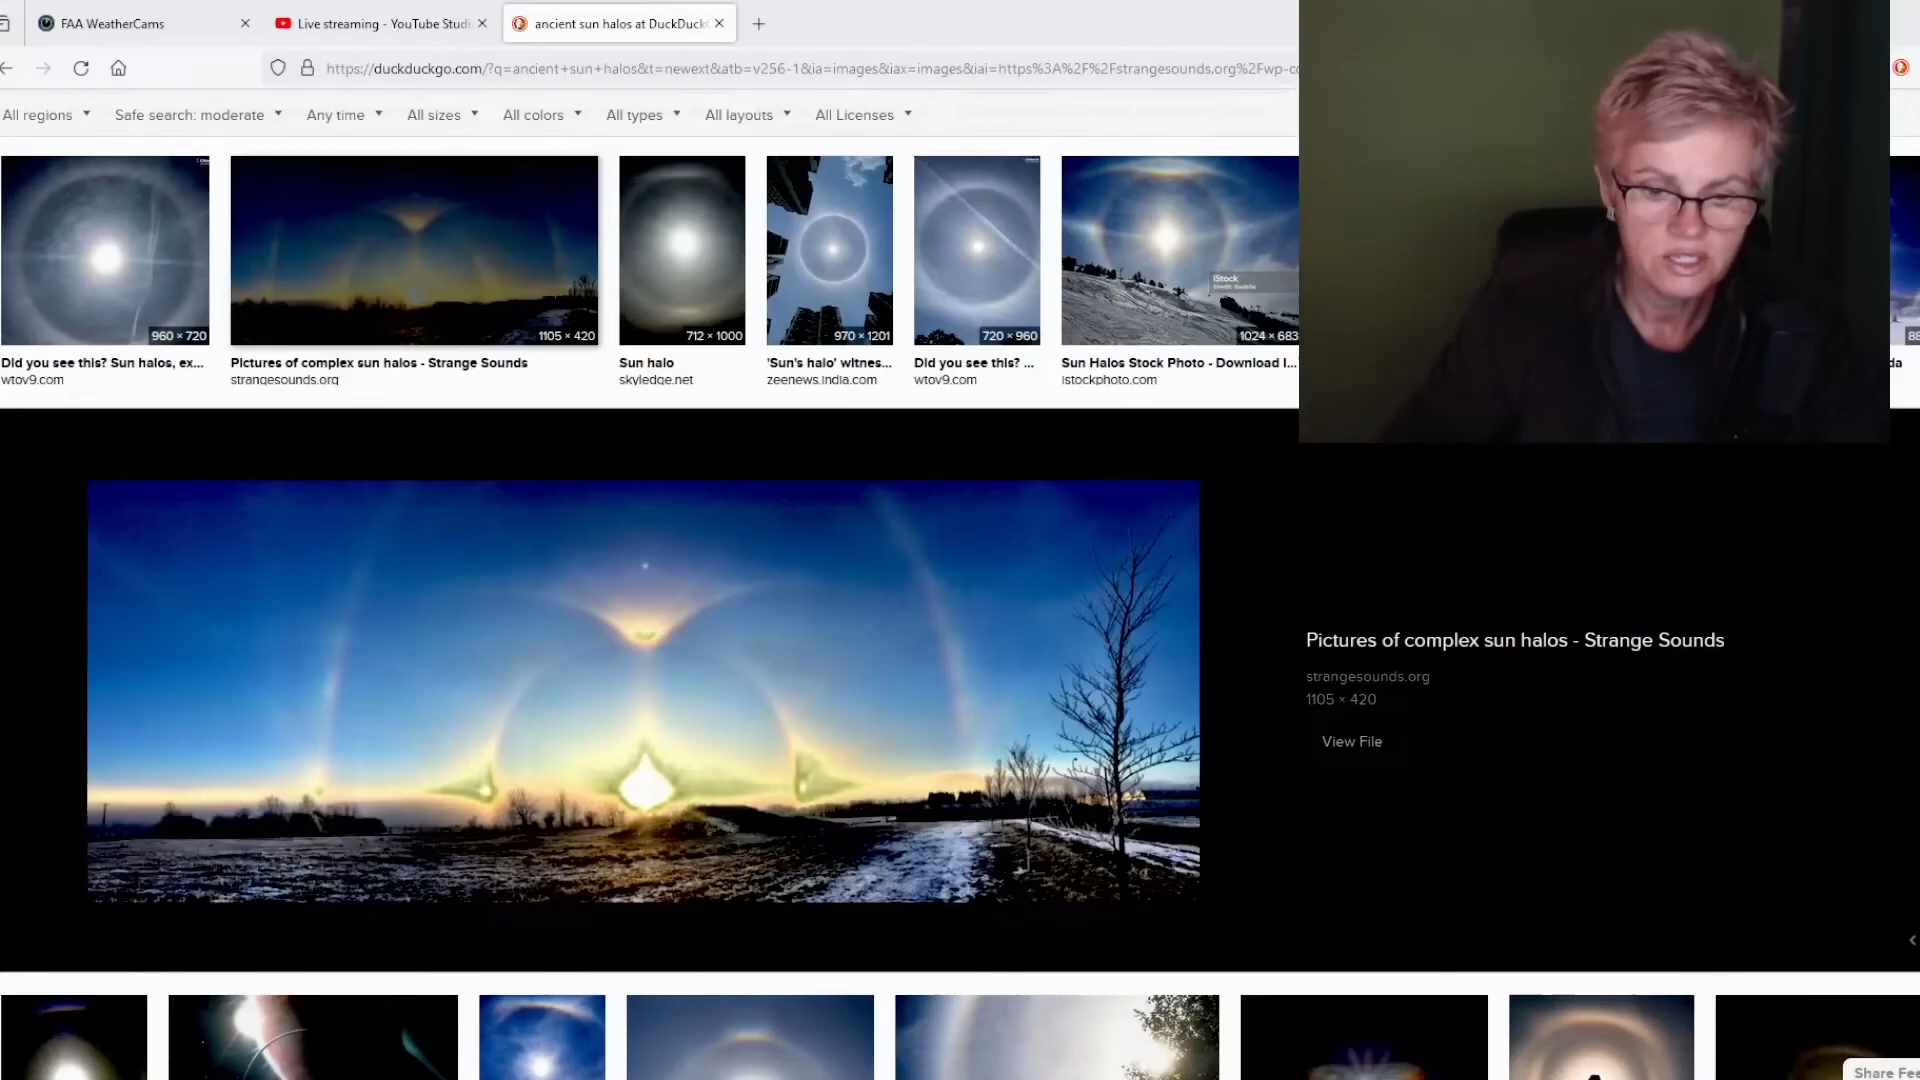 FAA WeatherCams
Live streaming - YouTube Studi
ancient sun halos at DuckDuck
https://duckduckgo.com/?q=ancient+sun+halos&t=newext&atb=v256-1&ia=images&iax=images&iai=https%3A%2F%2Fstrangesounds.org%2Fwp-co
All regions Safe search: moderate Any time All sizes All colors All types All layouts All Licenses
960 × 720
1105 × 420
712 × 1000
970 × 1201
720 × 960
iStock
1024 × 683
Did you see this? Sun halos, ex...
wtov9.com
Pictures of complex sun halos - Strange Sounds
strangesounds.org
Sun halo
skyledge.net
'Sun's halo' witnes...
zeenews.india.com
Did you see this? ...
wtov9.com
Sun Halos Stock Photo - Download I...
istockphoto.com
da
Pictures of complex sun halos - Strange Sounds
strangesounds.org
1105 × 420
View File
Share Fee